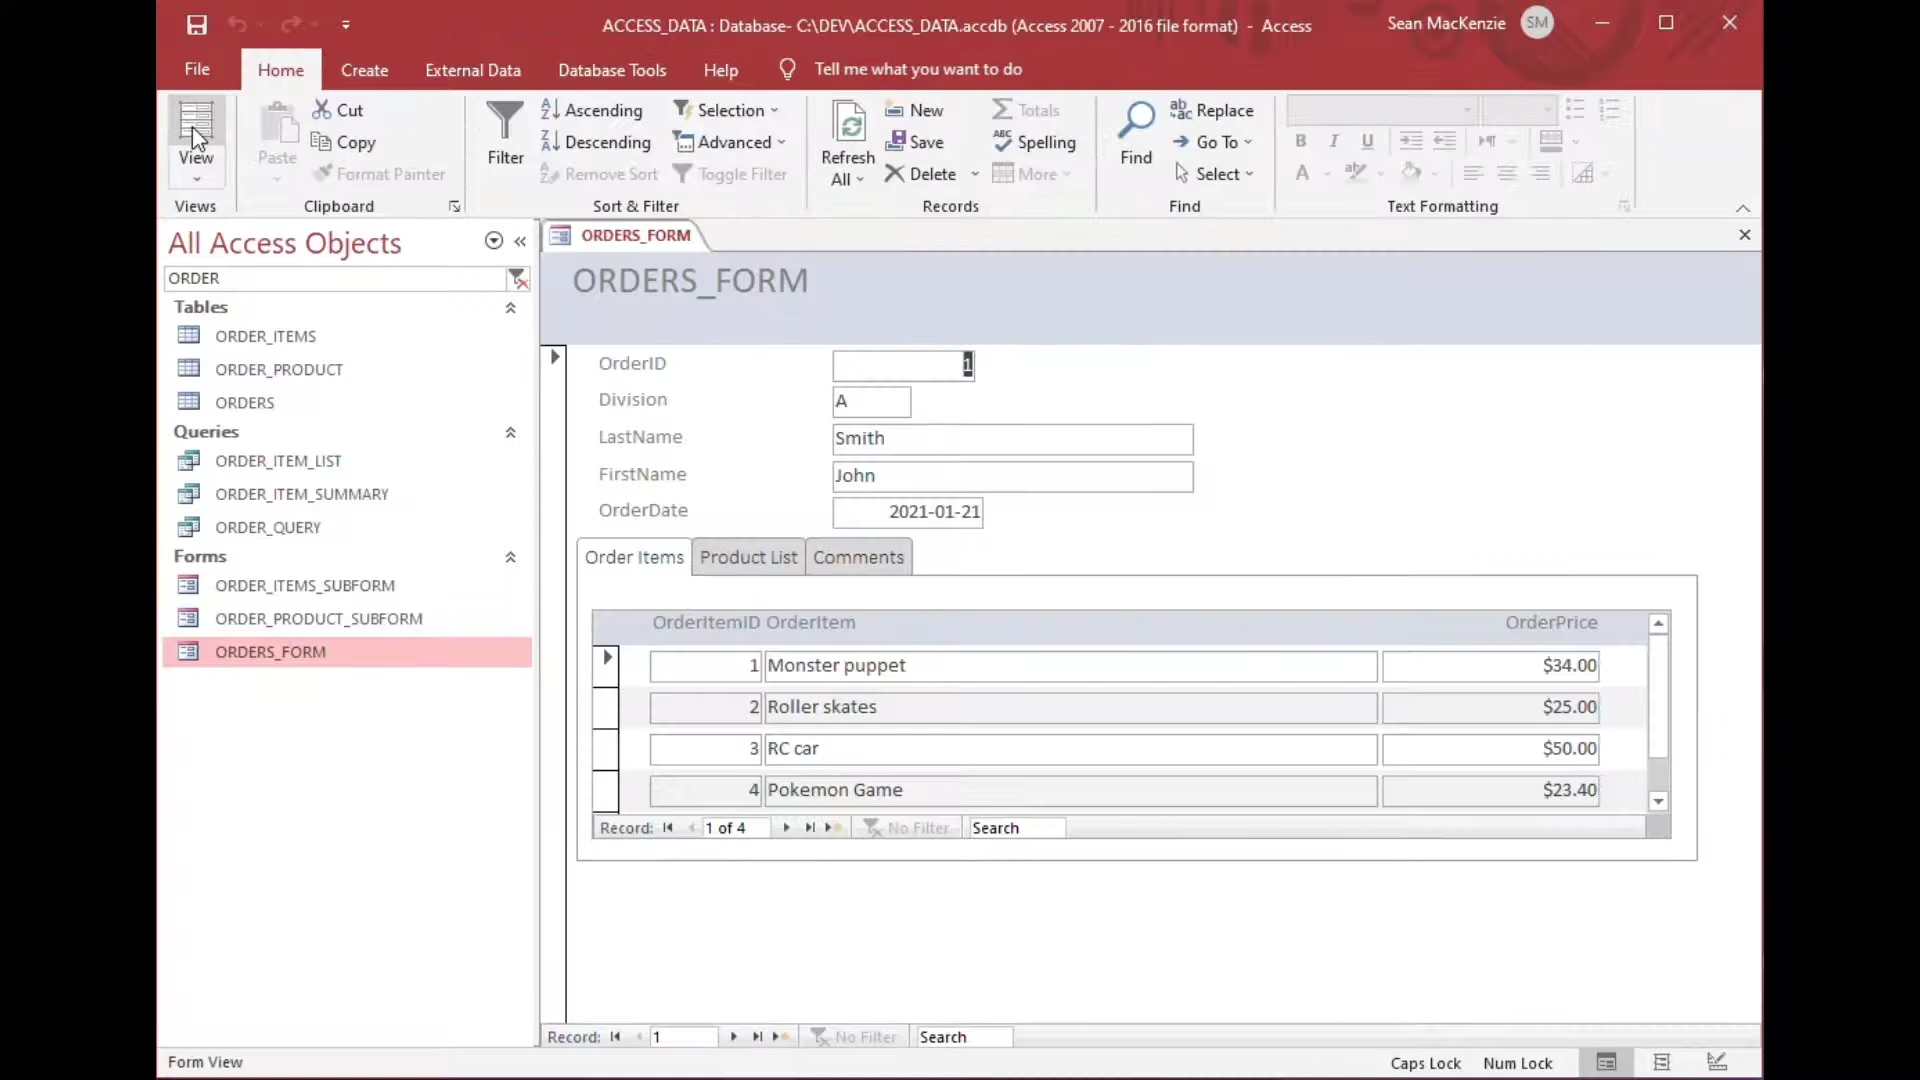 ACCESS_DATA : Database- C:\DEV\ACCESS_DATA.accdb (Access 2007 - 2016 file format) - Access
Sean MacKenzie SM
File Home Create External Data Database Tools Help Tell me what you want to do
View
Views
Paste
Cut
Copy
Format Painter
Clipboard
Filter
Ascending
Descending
Remove Sort
Selection
Advanced
Toggle Filter
Sort & Filter
Refresh
All
New
Save
Delete
Totals
Spelling
More
Records
Find
Replace
Go To
Select
Find
B I U
A
Text Formatting
All Access Objects
ORDER
Tables
ORDER_ITEMS
ORDER_PRODUCT
ORDERS
Queries
ORDER_ITEM_LIST
ORDER_ITEM_SUMMARY
ORDER_QUERY
Forms
ORDER_ITEMS_SUBFORM
ORDER_PRODUCT_SUBFORM
ORDERS_FORM
ORDERS_FORM
ORDERS_FORM
OrderID 1
Division A
LastName Smith
FirstName John
OrderDate 2021-01-21
Order Items Product List Comments
OrderItemID OrderItem OrderPrice
1 Monster puppet $34.00
2 Roller skates $25.00
3 RC car $50.00
4 Pokemon Game $23.40
Record: 1 of 4 No Filter Search
Record: 1 No Filter Search
Form View
Caps Lock Num Lock